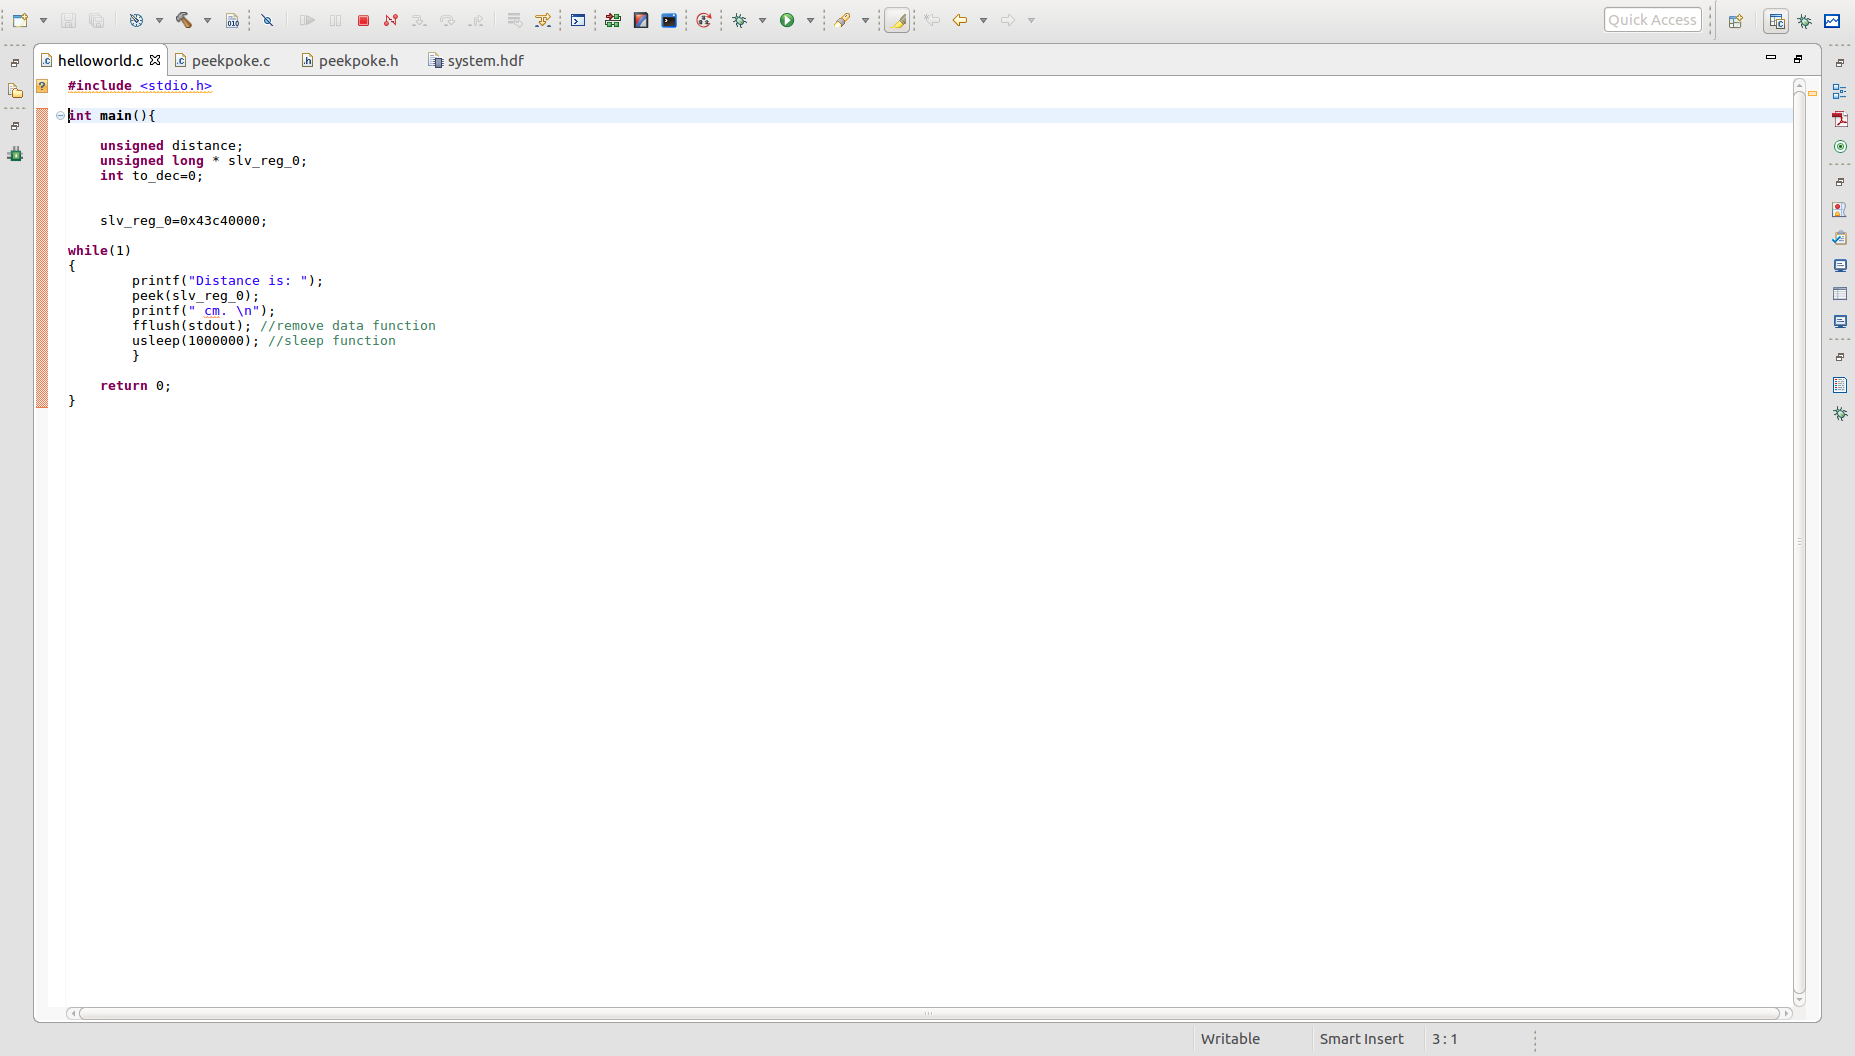 Quick Access
helloworld.c
peekpoke.c
peekpoke.h
system.hdf
#include <stdio.h>
int main(){
unsigned distance;
unsigned long * slv_reg_0;
int to_dec=0;
slv_reg_0=0x43c40000;
while(1)
{
printf("Distance is: ");
peek(slv_reg_0);
printf(" cm. \n");
fflush(stdout); //remove data function
usleep(1000000); //sleep function
}
return 0;
}
Writable
Smart Insert
3 : 1